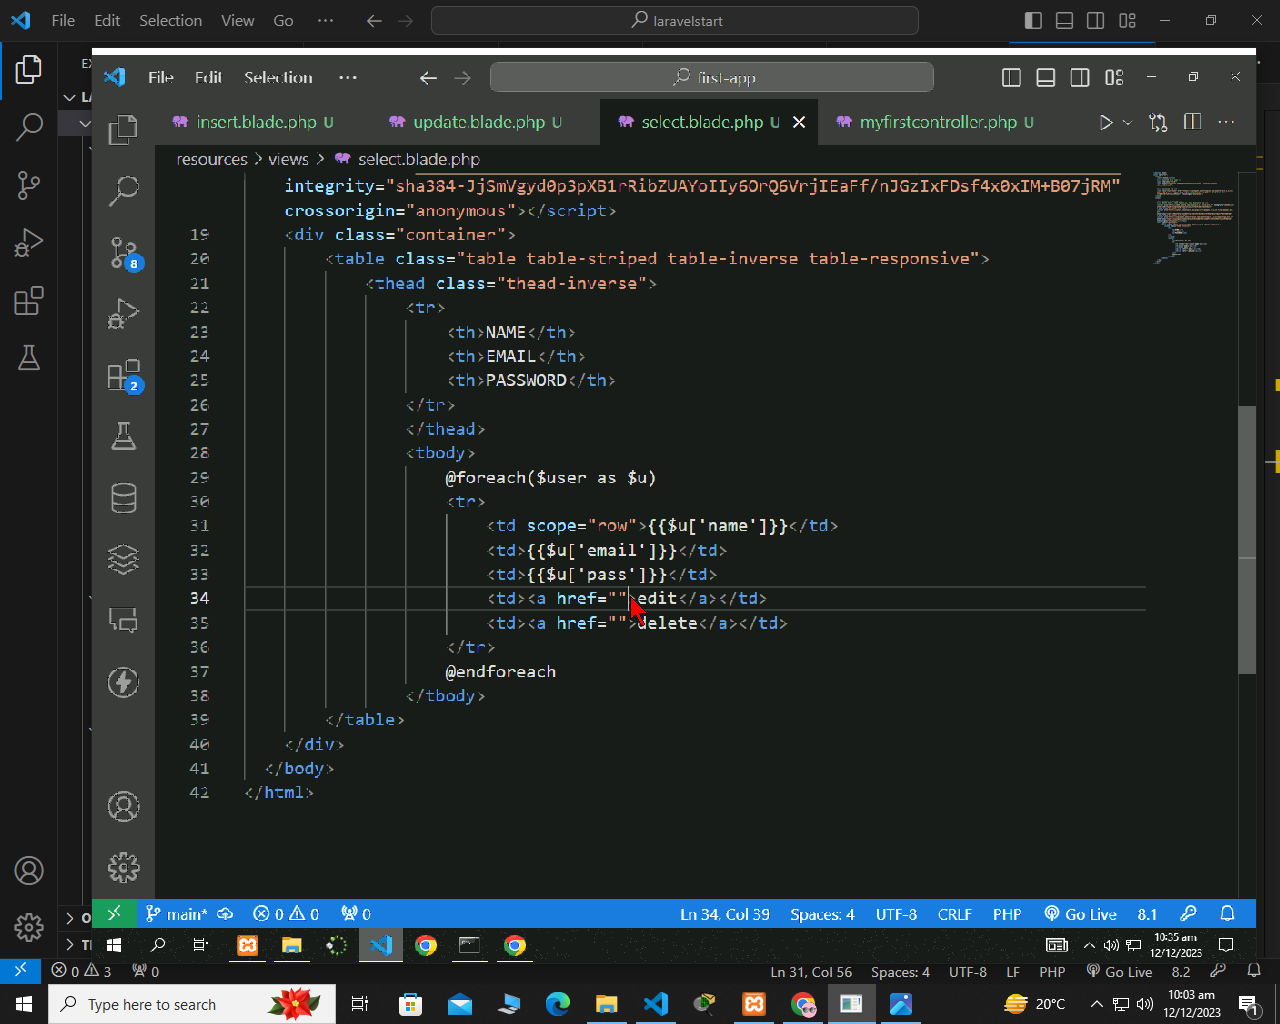 File Edit Selection View Go ··· laravelstart
EX
LA
File Edit Selection ··· first-app
insert.blade.php U update.blade.php U select.blade.php U myfirstcontroller.php U
resources > views > select.blade.php
integrity="sha384-JjSmVgyd0p3pXB1rRibZUAYoIIy6OrQ6VrjIEaFf/nJGzIxFDsf4x0xIM+B07jRM"
crossorigin="anonymous"></script>
19 <div class="container">
20 <table class="table table-striped table-inverse table-responsive">
21 <thead class="thead-inverse">
22 <tr>
23 <th>NAME</th>
24 <th>EMAIL</th>
25 <th>PASSWORD</th>
26 </tr>
27 </thead>
28 <tbody>
29 @foreach($user as $u)
30 <tr>
31 <td scope="row">{{$u['name']}}</td>
32 <td>{{$u['email']}}</td>
33 <td>{{$u['pass']}}</td>
34 <td><a href="">edit</a></td>
35 <td><a href="">delete</a></td>
36 </tr>
37 @endforeach
38 </tbody>
39 </table>
40 </div>
41 </body>
42 </html>
8
2
main* 0 0 0 Ln 34, Col 39 Spaces: 4 UTF-8 CRLF PHP Go Live 8.1
O
TI
10:35 am
12/12/2023
0 3 0 Ln 31, Col 56 Spaces: 4 UTF-8 LF PHP Go Live 8.2
Type here to search 20°C 10:03 am
12/12/2023
1